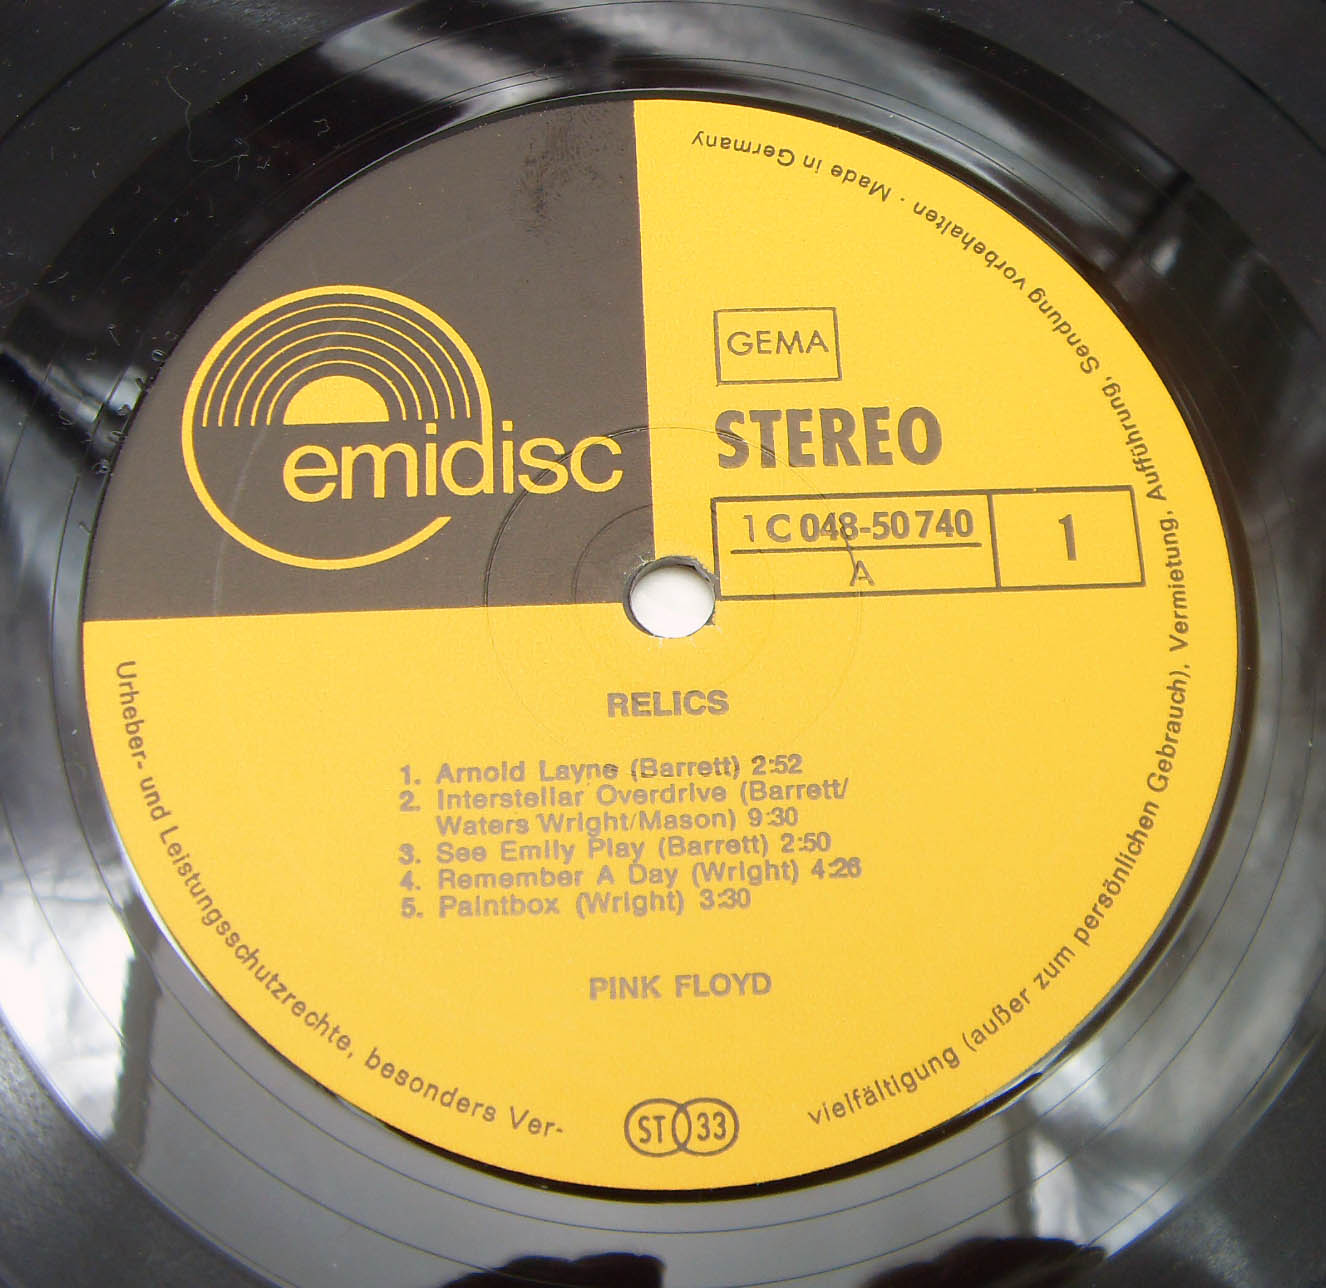 emidisc
GEMA
STEREO
1 C 048-50 740
A
1
RELICS
1. Arnold Layne (Barrett) 2:52
2. Interstellar Overdrive (Barrett/
Waters Wright/Mason) 9:30
3. See Emily Play (Barrett) 2:50
4. Remember A Day (Wright) 4:26
5. Paintbox (Wright) 3:30
PINK FLOYD
ST 33
Urheber- und Leistungsschutzrechte, besonders Ver-
vielfältigung (außer zum persönlichen Gebrauch), Vermietung, Aufführung, Sendung vorbehalten · Made in Germany